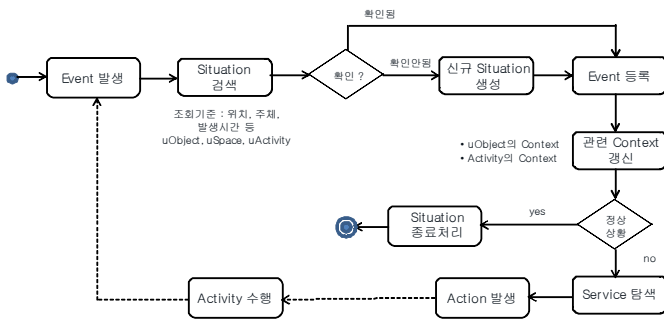 확인됨
Event 발생
Situation
검색
확인 ?
확인안됨
신규 Situation
생성
Event 등록
조회기준 : 위치, 주체,
발생시간 등
uObject, uSpace, uActivity
• uObject의 Context
• Activity의 Context
관련 Context
갱신
Situation
종료처리
yes
정상
상황
no
Activity 수행
Action 발생
Service 탐색